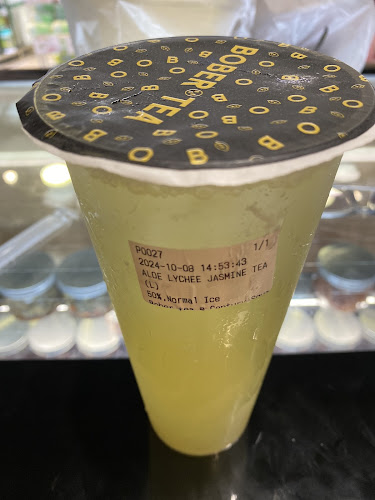 BOBER TEA
P0027 1/1
2024-10-08 14:53:43
ALOE LYCHEE JASMINE TEA
(L)
50%,Normal Ice